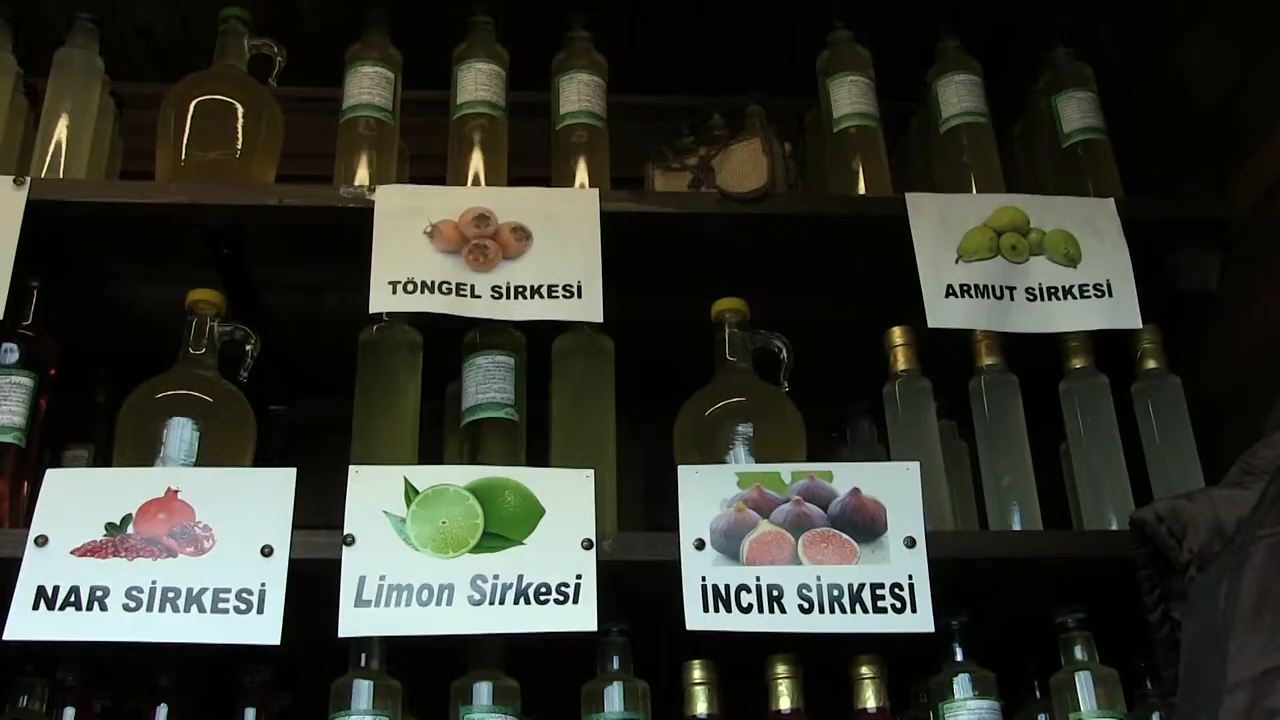 TÖNGEL SİRKESİ
ARMUT SİRKESİ
NAR SİRKESİ
Limon Sirkesi
İNCİR SİRKESİ